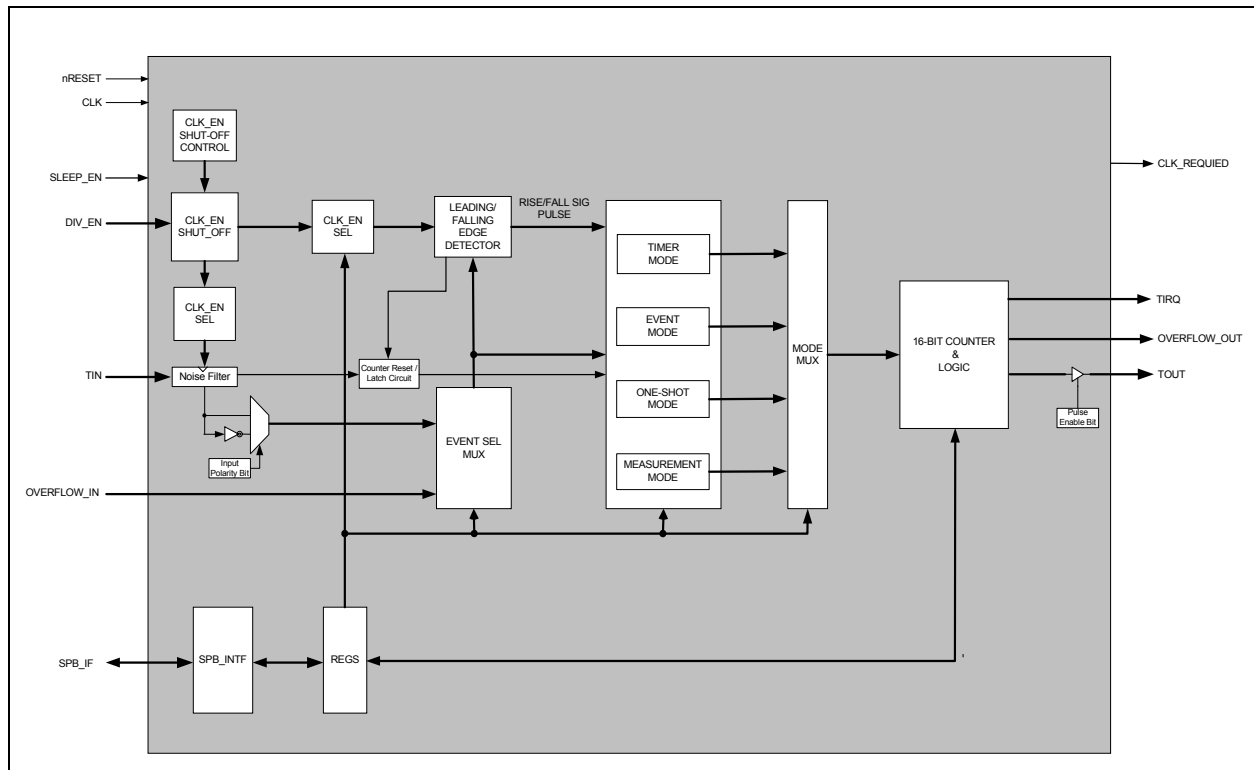 nRESET
CLK
CLK_EN
SHUT-OFF
CONTROL
SLEEP_EN
CLK_REQUIED
DIV_EN
CLK_EN
SHUT_OFF
CLK_EN
SEL
LEADING/
FALLING
EDGE
DETECTOR
RISE/FALL SIG
PULSE
TIMER
MODE
CLK_EN
SEL
EVENT
MODE
MODE
MUX
16-BIT COUNTER
&
LOGIC
TIRQ
OVERFLOW_OUT
TOUT
TIN
Noise Filter
Counter Reset /
Latch Circuit
ONE-SHOT
MODE
Pulse
Enable Bit
EVENT SEL
MUX
Input
Polarity Bit
MEASUREMENT
MODE
OVERFLOW_IN
SPB_IF
SPB_INTF
REGS